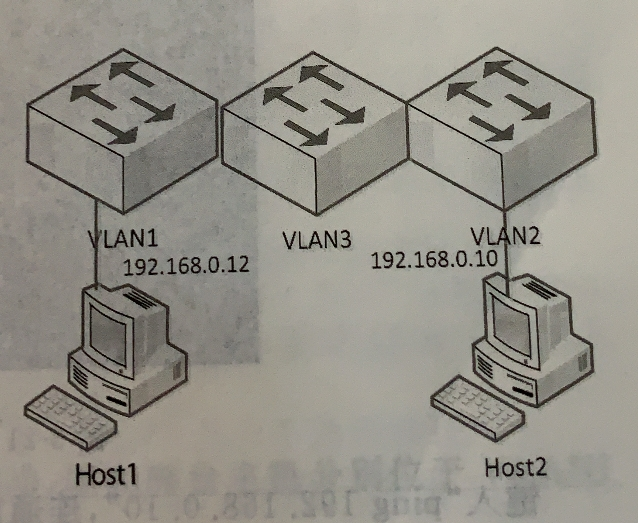 VLAN1
VLAN3
VLAN2
192.168.0.12
192.168.0.10
Host1
Host2